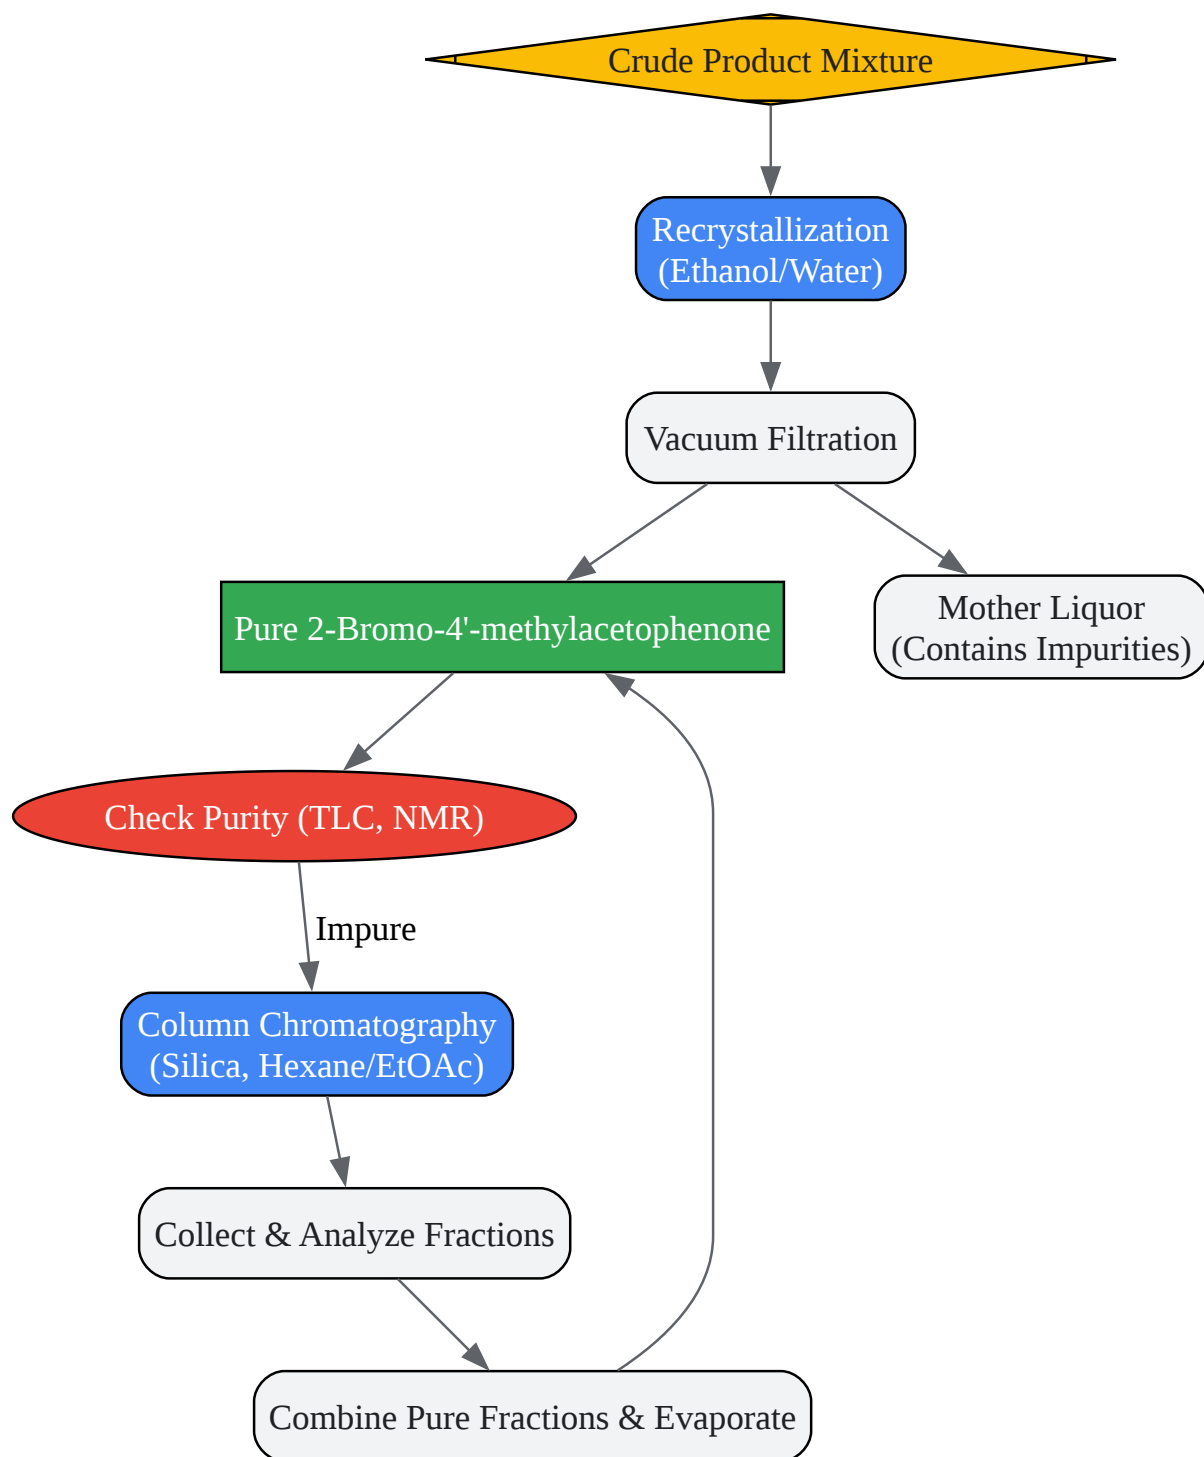 Crude Product Mixture
Recrystallization
(Ethanol/Water)
Vacuum Filtration
Pure 2-Bromo-4'-methylacetophenone
Mother Liquor
(Contains Impurities)
Check Purity (TLC, NMR)
Impure
Column Chromatography
(Silica, Hexane/EtOAc)
Collect & Analyze Fractions
Combine Pure Fractions & Evaporate